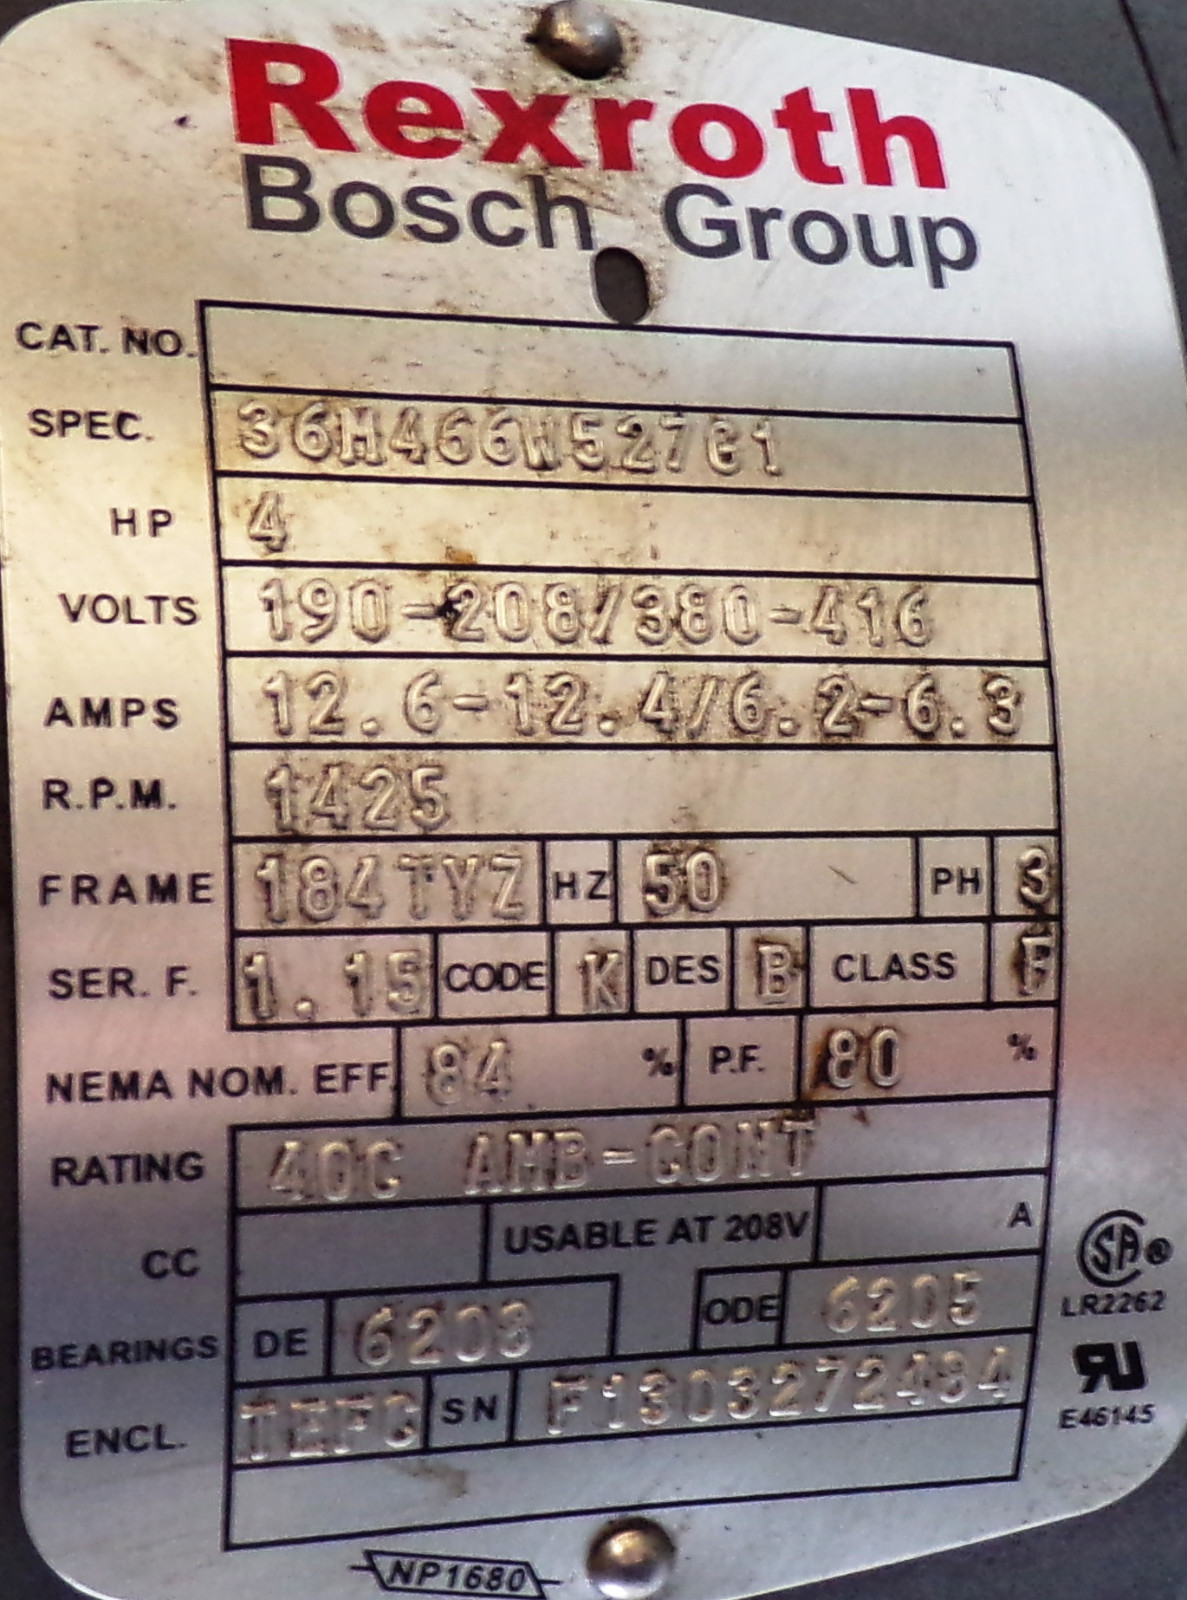 Rexroth
Bosch Group
CAT. NO.
SPEC. 36M466W527G1
HP 4
VOLTS 190-208/380-416
AMPS 12.6-12.4/6.2-6.3
R.P.M. 1425
FRAME 184TYZ HZ 50 PH 3
SER. F. 1.15 CODE K DES B CLASS F
NEMA NOM. EFF. 84 % P.F. 80 %
RATING 40C AMB-CONT
CC USABLE AT 208V A
BEARINGS DE 6208 ODE 6205
ENCL. TEFC SN F1303272484
SA ®
LR2262
RU
E46145
NP1680